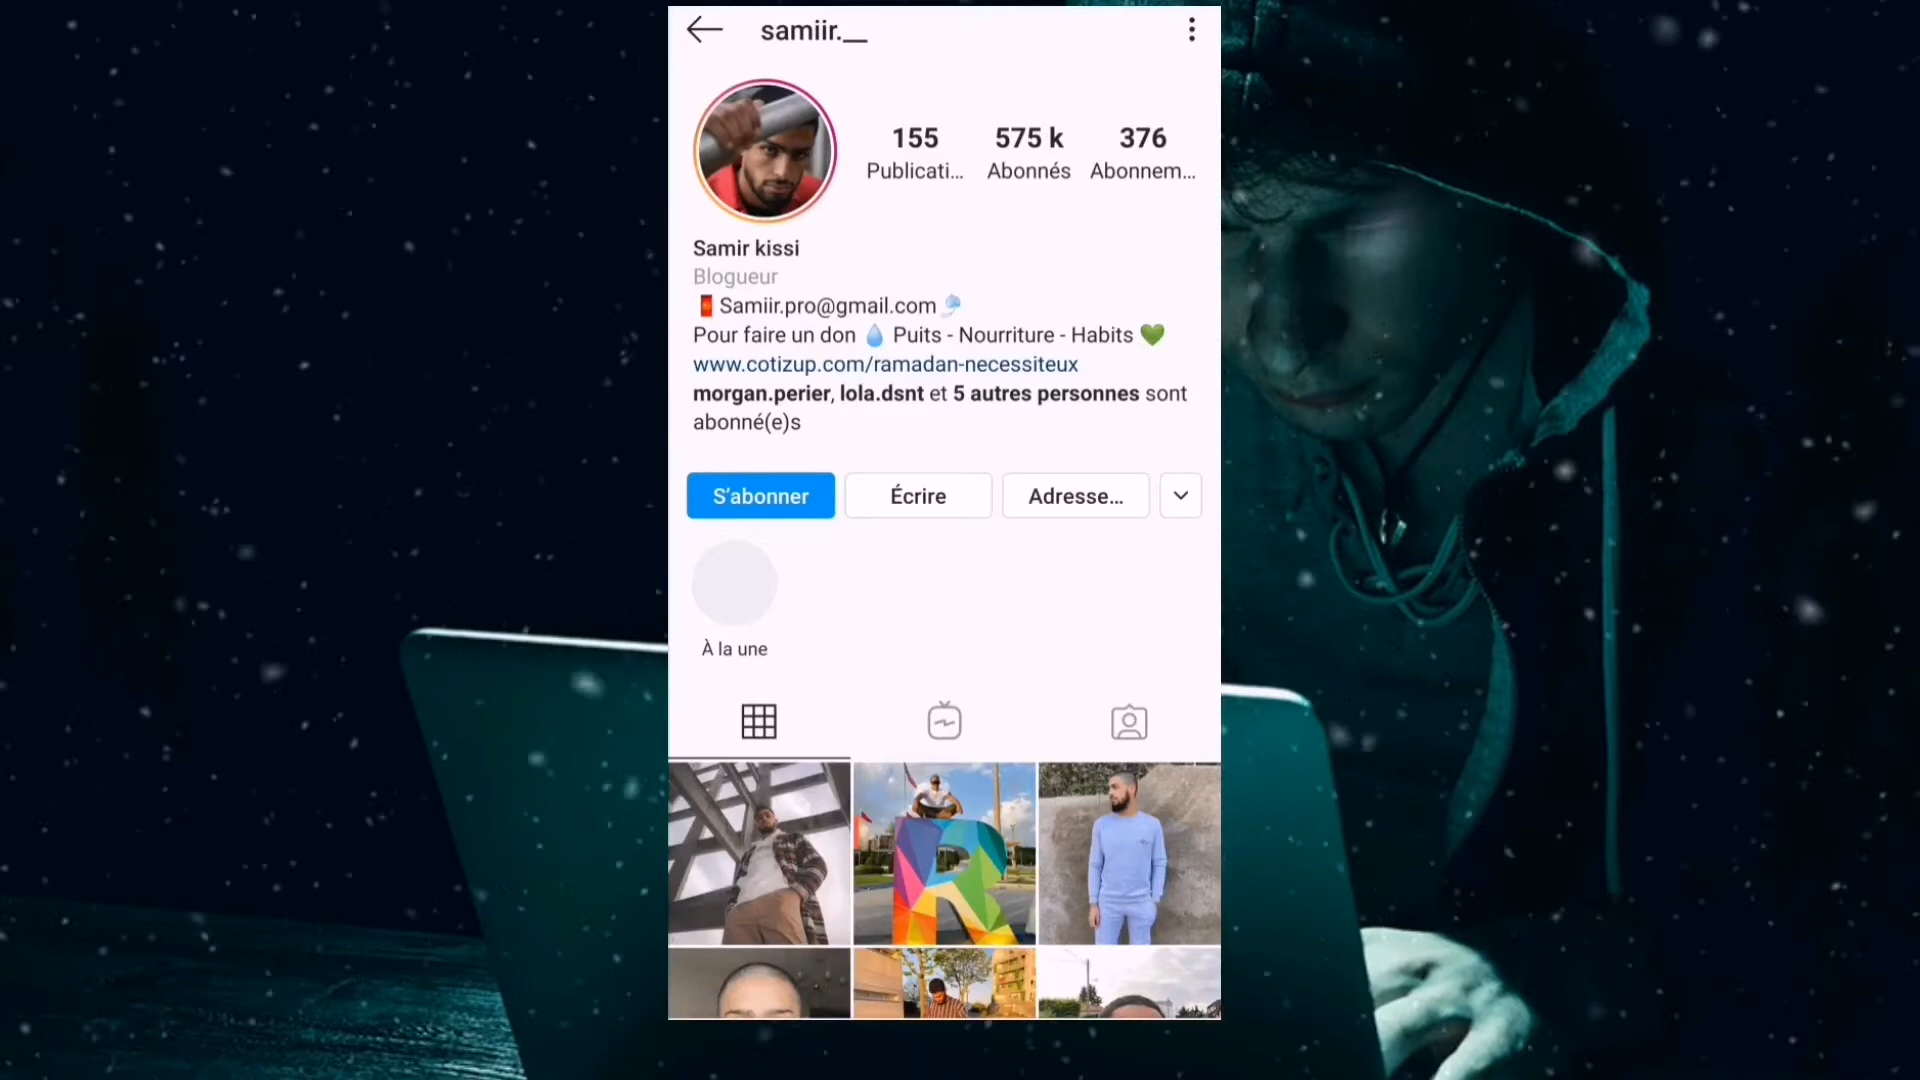 samiir.__
155
575 k
376
Publicati...
Abonnés
Abonnem...
Samir kissi
Blogueur
🧧Samiir.pro@gmail.com🎐
Pour faire un don 💧 Puits - Nourriture - Habits 💚
www.cotizup.com/ramadan-necessiteux
morgan.perier, lola.dsnt et 5 autres personnes sont
abonné(e)s
S'abonner
Écrire
Adresse...
À la une
R